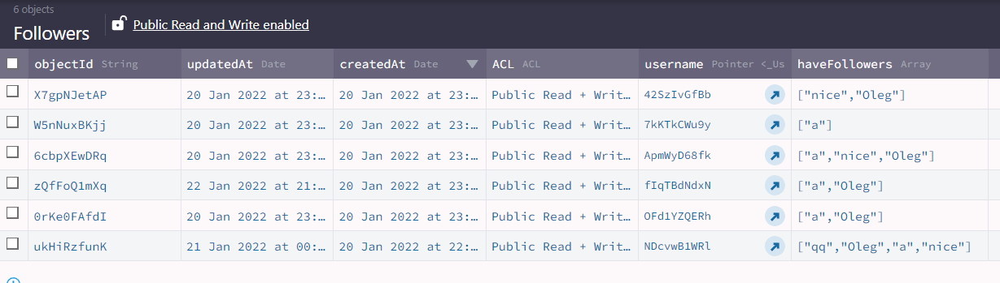 6 objects
Followers Public Read and Write enabled
objectId String updatedAt Date createdAt Date ACL ACL username Pointer <_Us haveFollowers Array
X7gpNJetAP 20 Jan 2022 at 23:… 20 Jan 2022 at 23:… Public Read + Writ… 42SzIvGfBb ["nice","Oleg"]
W5nNuxBKjj 20 Jan 2022 at 23:… 20 Jan 2022 at 23:… Public Read + Writ… 7kKTkCWu9y ["a"]
6cbpXEwDRq 20 Jan 2022 at 23:… 20 Jan 2022 at 23:… Public Read + Writ… ApmWyD68fk ["a","nice","Oleg"]
zQfFoQ1mXq 22 Jan 2022 at 21:… 20 Jan 2022 at 23:… Public Read + Writ… fIqTBdNdxN ["a","Oleg"]
0rKe0FAfdI 20 Jan 2022 at 23:… 20 Jan 2022 at 23:… Public Read + Writ… OFd1YZQERh ["a","Oleg"]
ukHiRzfunK 21 Jan 2022 at 00:… 20 Jan 2022 at 22:… Public Read + Writ… NDcvwB1WRl ["qq","Oleg","a","nice"]